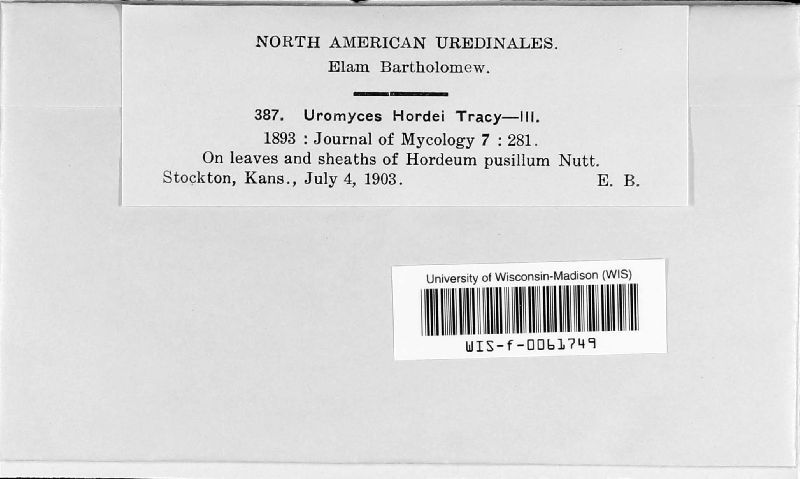 NORTH AMERICAN UREDINALES.
Elam Bartholomew.
387. Uromyces Hordei Tracy—III.
1893 : Journal of Mycology 7 : 281.
On leaves and sheaths of Hordeum pusillum Nutt.
Stockton, Kans., July 4, 1903. E. B.
University of Wisconsin-Madison (WIS)
WIS-f-0061749